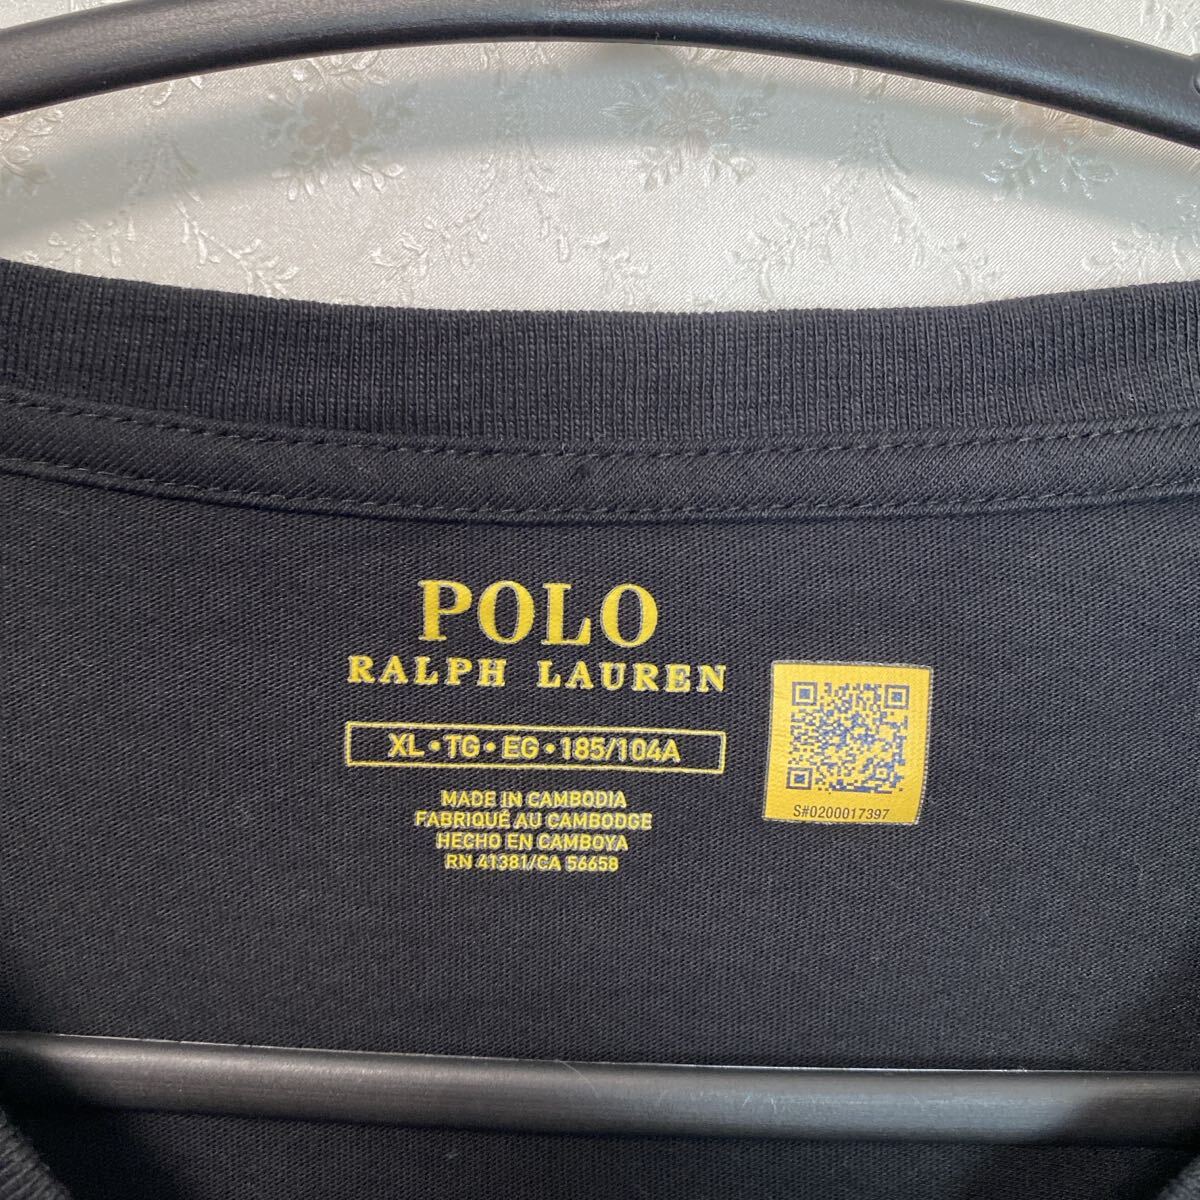 POLO
RALPH LAUREN
XL • TG • EG • 185/104A
MADE IN CAMBODIA
FABRIQUÉ AU CAMBODGE
HECHO EN CAMBOYA
RN 41381/CA 56658
S#0200017397